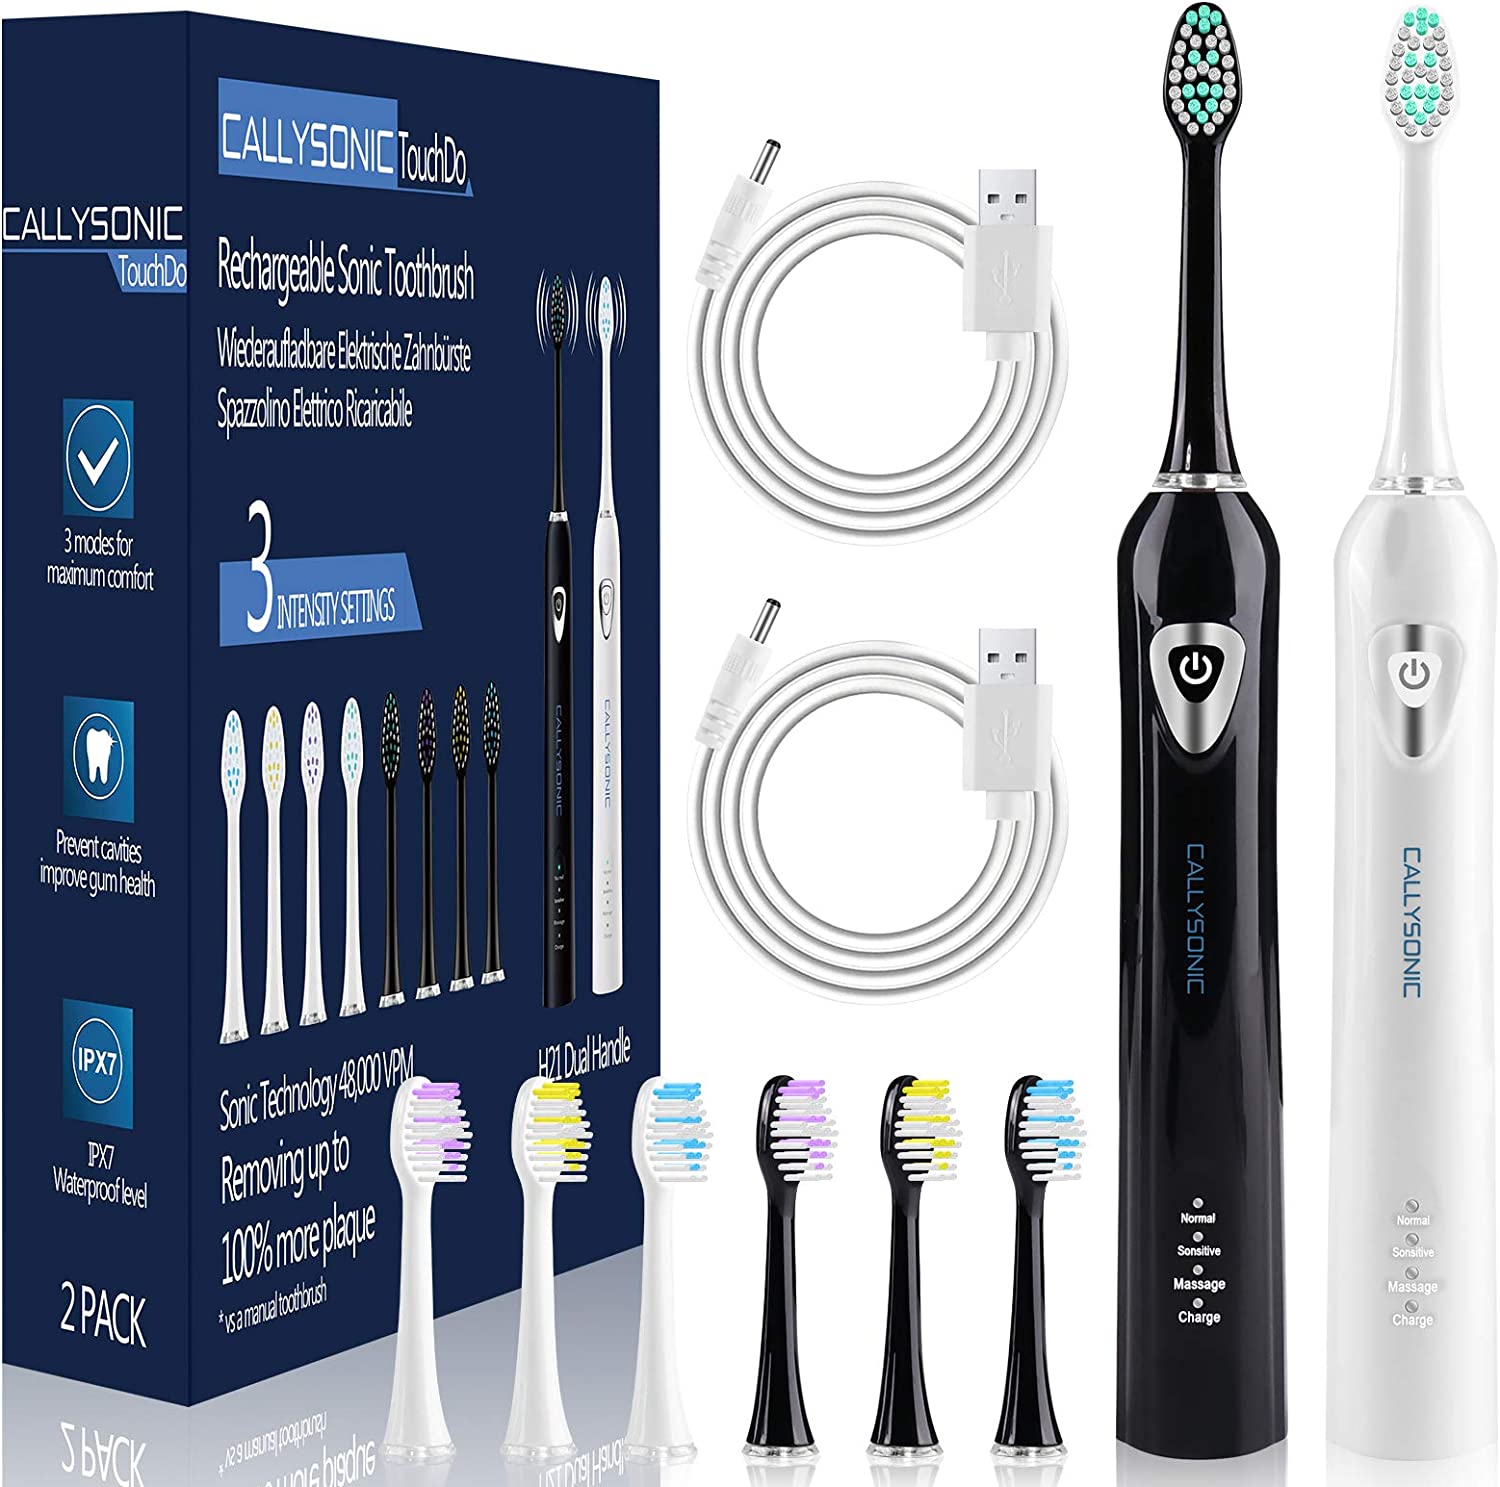 CALLYSONIC
TouchDo
3 modes for
maximum comfort
Prevent cavities
improve gum health
IPX7
IPX7
Waterproof level
2 PACK
CALLYSONIC TouchDo
Rechargeable Sonic Toothbrush
Wiederaufladbare Elektrische Zahnbürste
Spazzolino Elettrico Ricaricabile
3 INTENSITY SETTINGS
CALLYSONIC
CALLYSONIC
H21 Dual Handle
Sonic Technology 48,000 VPM
Removing up to
100% more plaque
* vs a manual toothbrush
CALLYSONIC
Normal
Sonsitive
Massage
Charge
CALLYSONIC
Normal
Sonsitive
Massage
Charge